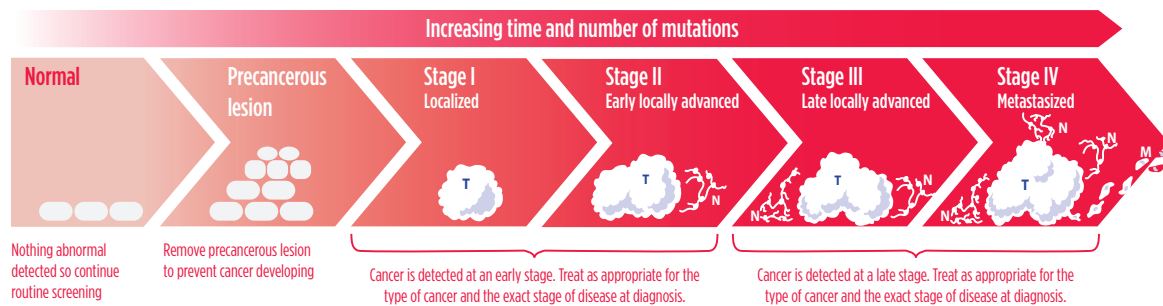 Increasing time and number of mutations
Normal
Precancerous
lesion
Stage I
Localized
Stage II
Early locally advanced
Stage III
Late locally advanced
Stage IV
Metastasized
T
T
N
N
T
N
N
T
N
N
M
Nothing abnormal
detected so continue
routine screening
Remove precancerous lesion
to prevent cancer developing
Cancer is detected at an early stage. Treat as appropriate for the
type of cancer and the exact stage of disease at diagnosis.
Cancer is detected at a late stage. Treat as appropriate for the
type of cancer and the exact stage of disease at diagnosis.